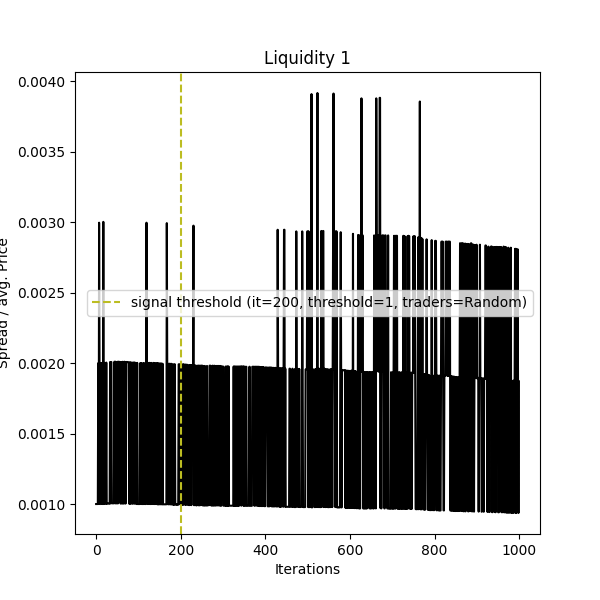 Liquidity 1
0.0040
0.0035
0.0030
0.0025
0.0020
0.0015
0.0010
Spread / avg. Price
signal threshold (it=200, threshold=1, traders=Random)
0 200 400 600 800 1000
Iterations